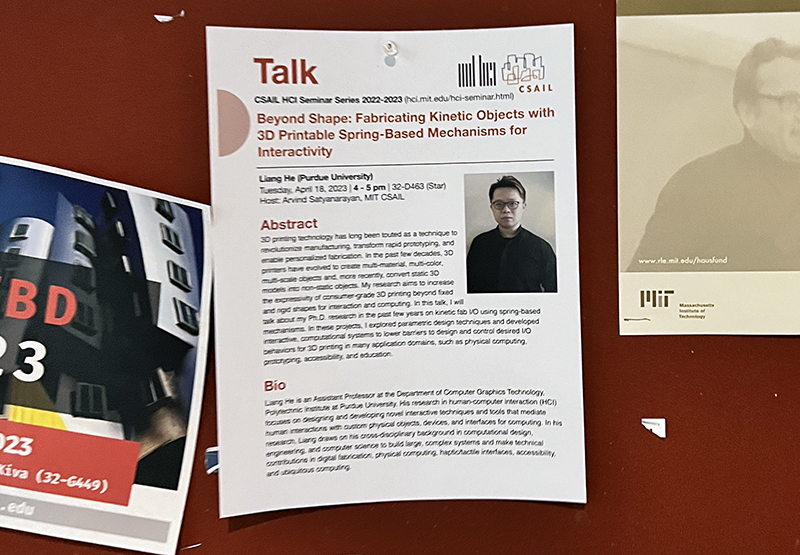 Talk
hci
CSAIL
CSAIL HCI Seminar Series 2022-2023 (hci.mit.edu/hci-seminar.html)
Beyond Shape: Fabricating Kinetic Objects with
3D Printable Spring-Based Mechanisms for
Interactivity
Liang He (Purdue University)
Tuesday, April 18, 2023 | 4 - 5 pm | 32-D463 (Star)
Host: Arvind Satyanarayan, MIT CSAIL
Abstract
3D printing technology has long been touted as a technique to
revolutionize manufacturing, transform rapid prototyping, and
enable personalized fabrication. In the past few decades, 3D
printers have evolved to create multi-material, multi-color,
multi-scale objects and, more recently, convert static 3D
models into non-static objects. My research aims to increase
the expressivity of consumer-grade 3D printing beyond fixed
and rigid shapes for interaction and computing. In this talk, I will
talk about my Ph.D. research in the past few years on kinetic fab I/O using spring-based
mechanisms. In these projects, I explored parametric design techniques and developed
interactive, computational systems to lower barriers to design and control desired I/O
behaviors for 3D printing in many application domains, such as physical computing,
prototyping, accessibility, and education.
Bio
Liang He is an Assistant Professor at the Department of Computer Graphics Technology,
Polytechnic Institute at Purdue University. His research in human-computer interaction (HCI)
focuses on designing and developing novel interactive techniques and tools that mediate
human interactions with custom physical objects, devices, and interfaces for computing. In his
research, Liang draws on his cross-disciplinary background in computational design,
engineering, and computer science to build large, complex systems and make technical
contributions in digital fabrication, physical computing, haptic/tactile interfaces, accessibility,
and ubiquitous computing.
BD
23
023
Kiva (32-G449)
.edu
www.rle.mit.edu/hausfund
MIT
Massachusetts
Institute of
Technology